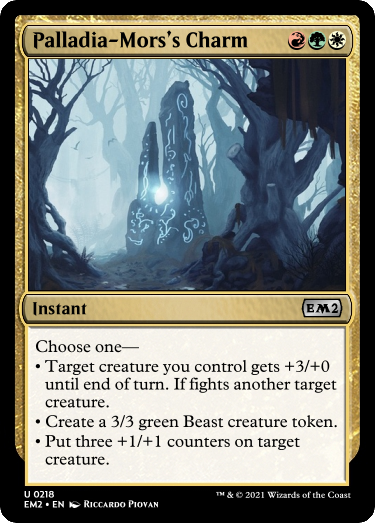 Palladia-Mors's Charm
Instant
EM2
Choose one—
• Target creature you control gets +3/+0
until end of turn. If fights another target
creature.
• Create a 3/3 green Beast creature token.
• Put three +1/+1 counters on target
creature.
U 0218
EM2 • EN Riccardo Piovan
™ & © 2021 Wizards of the Coast